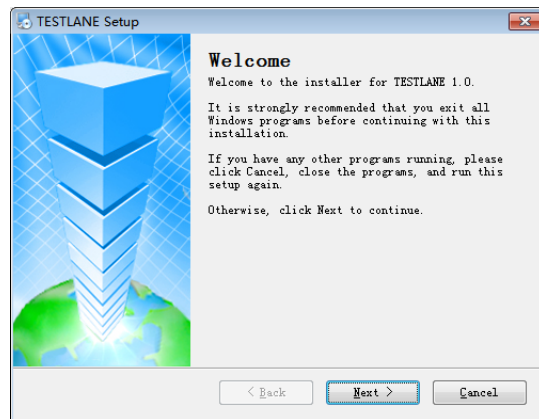 TESTLANE Setup
Welcome
Welcome to the installer for TESTLANE 1.0.
It is strongly recommended that you exit all
Windows programs before continuing with this
installation.
If you have any other programs running, please
click Cancel, close the programs, and run this
setup again.
Otherwise, click Next to continue.
< Back
Next >
Cancel